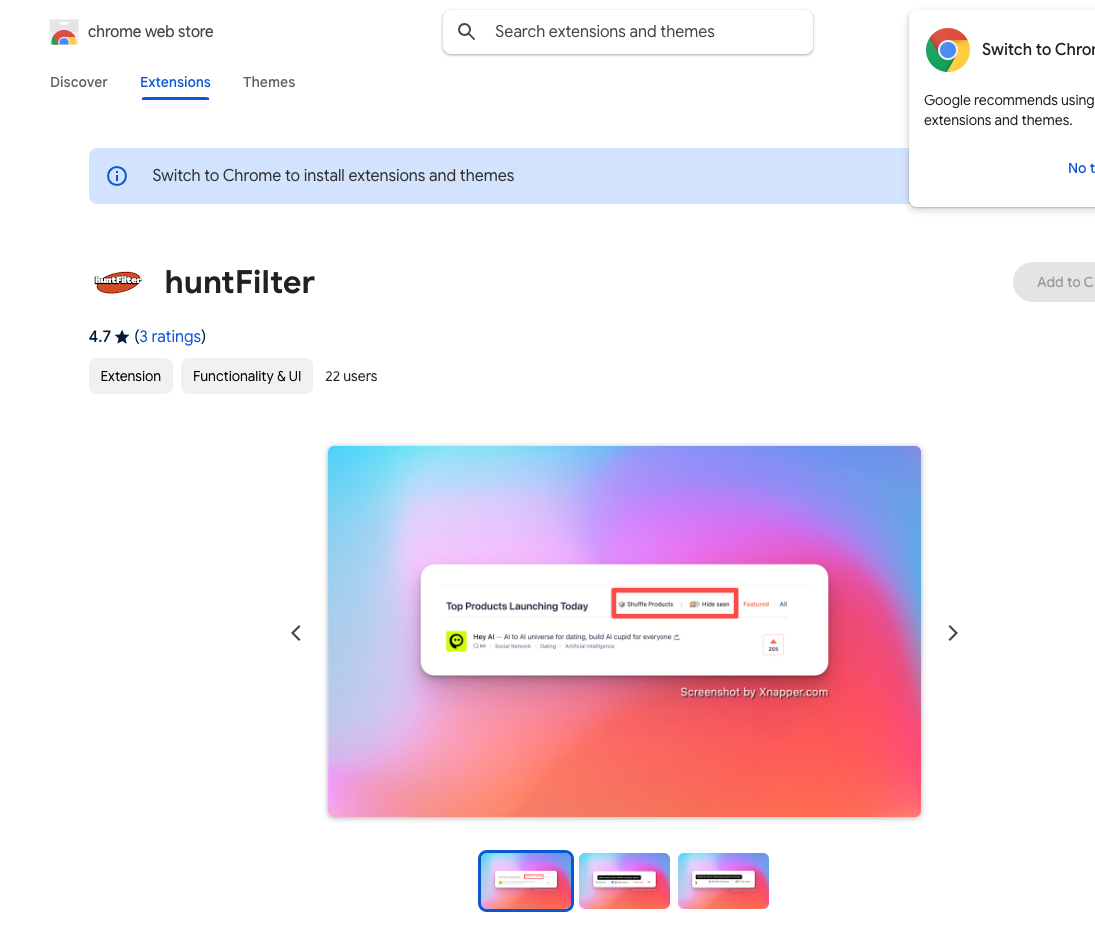 chrome web store
Search extensions and themes
Switch to Chro
Discover
Extensions
Themes
Google recommends using
extensions and themes.
No t
Switch to Chrome to install extensions and themes
huntFilter
huntFilter
Add to C
4.7 ★ (3 ratings)
Extension
Functionality & UI
22 users
Top Products Launching Today
Shuffle Products
Hide seen
Featured
All
Hey AI — AI to AI universe for dating, build AI cupid for everyone
84 · Social Network · Dating · Artificial Intelligence
205
Screenshot by Xnapper.com